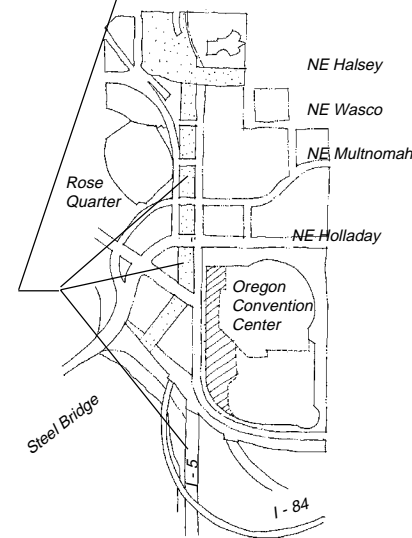 NE Halsey
NE Wasco
NE Multnomah
Rose
Quarter
NE Holladay
Oregon
Convention
Center
Steel Bridge
I - 5
I - 84